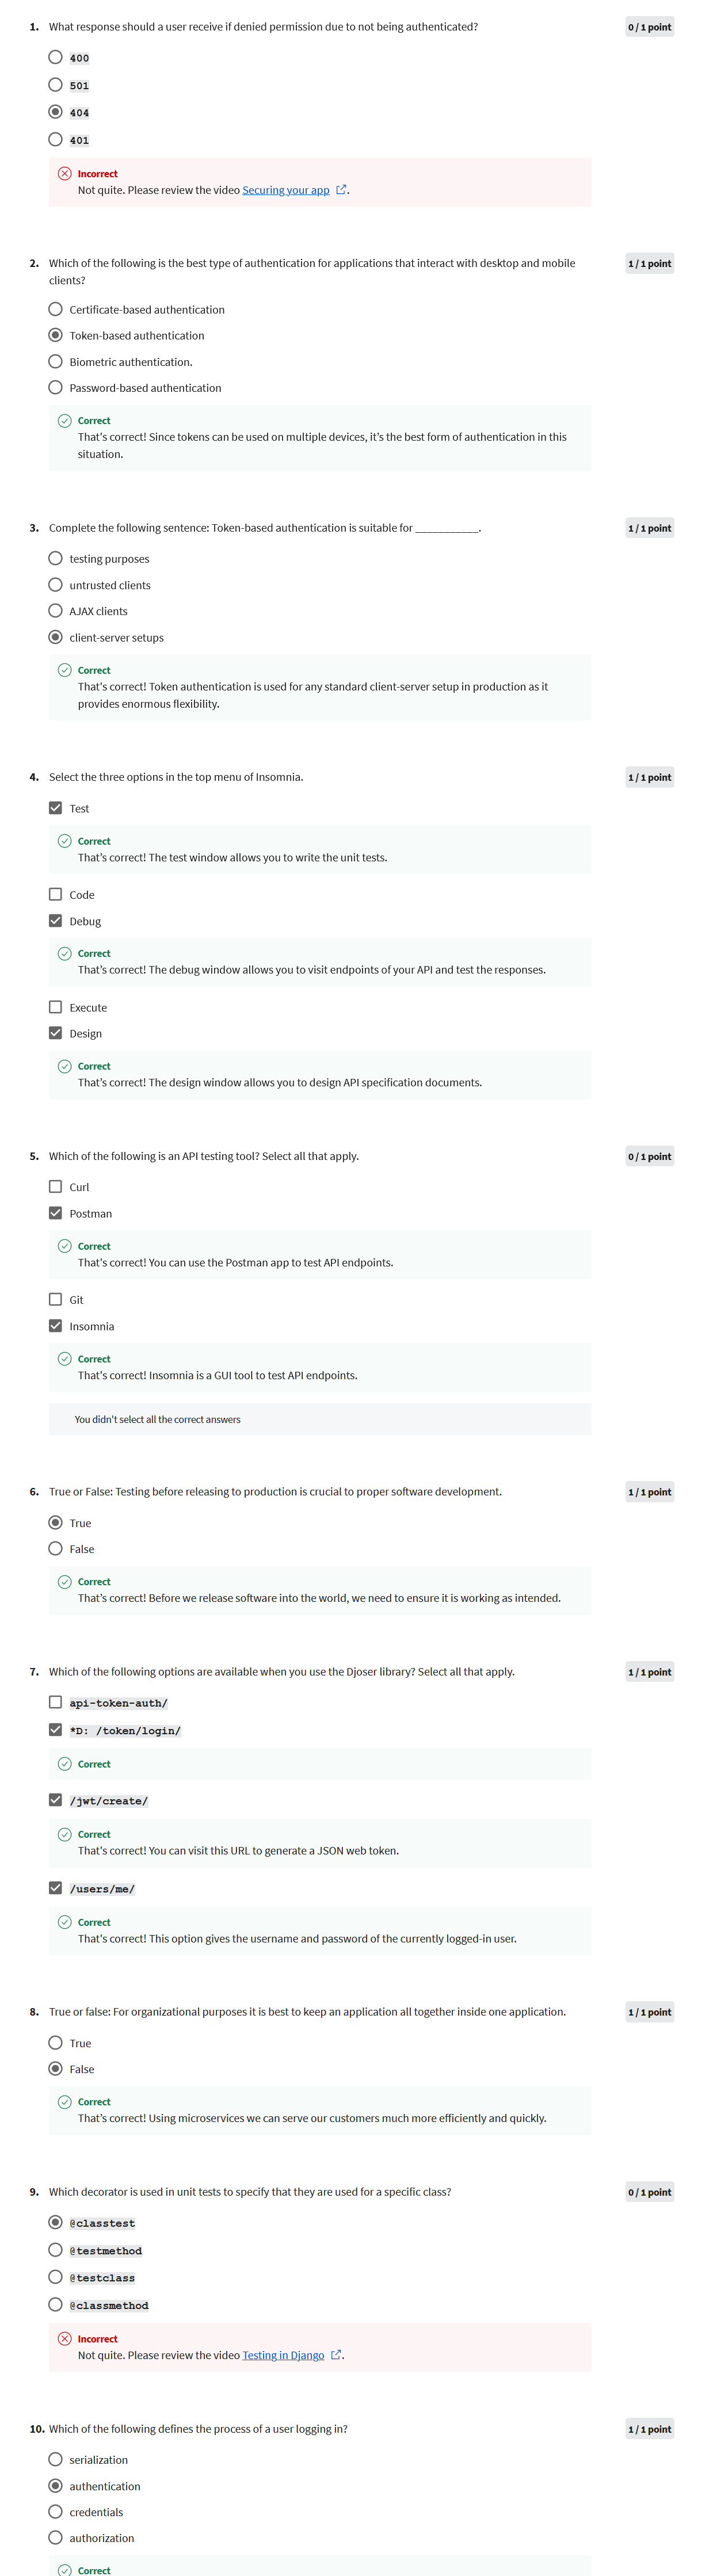 1. What response should a user receive if denied permission due to not being authenticated?
0 / 1 point
400
501
404
401
Incorrect
Not quite. Please review the video Securing your app.
2. Which of the following is the best type of authentication for applications that interact with desktop and mobile
clients?
1 / 1 point
Certificate-based authentication
Token-based authentication
Biometric authentication.
Password-based authentication
Correct
That's correct! Since tokens can be used on multiple devices, it's the best form of authentication in this
situation.
3. Complete the following sentence: Token-based authentication is suitable for ___________.
1 / 1 point
testing purposes
untrusted clients
AJAX clients
client-server setups
Correct
That's correct! Token authentication is used for any standard client-server setup in production as it
provides enormous flexibility.
4. Select the three options in the top menu of Insomnia.
1 / 1 point
Test
Correct
That's correct! The test window allows you to write the unit tests.
Code
Debug
Correct
That's correct! The debug window allows you to visit endpoints of your API and test the responses.
Execute
Design
Correct
That's correct! The design window allows you to design API specification documents.
5. Which of the following is an API testing tool? Select all that apply.
0 / 1 point
Curl
Postman
Correct
That's correct! You can use the Postman app to test API endpoints.
Git
Insomnia
Correct
That's correct! Insomnia is a GUI tool to test API endpoints.
You didn't select all the correct answers
6. True or False: Testing before releasing to production is crucial to proper software development.
1 / 1 point
True
False
Correct
That's correct! Before we release software into the world, we need to ensure it is working as intended.
7. Which of the following options are available when you use the Djoser library? Select all that apply.
1 / 1 point
api-token-auth/
*D: /token/login/
Correct
/jwt/create/
Correct
That's correct! You can visit this URL to generate a JSON web token.
/users/me/
Correct
That's correct! This option gives the username and password of the currently logged-in user.
8. True or false: For organizational purposes it is best to keep an application all together inside one application.
1 / 1 point
True
False
Correct
That's correct! Using microservices we can serve our customers much more efficiently and quickly.
9. Which decorator is used in unit tests to specify that they are used for a specific class?
0 / 1 point
@classtest
@testmethod
@testclass
@classmethod
Incorrect
Not quite. Please review the video Testing in Django.
10. Which of the following defines the process of a user logging in?
1 / 1 point
serialization
authentication
credentials
authorization
Correct